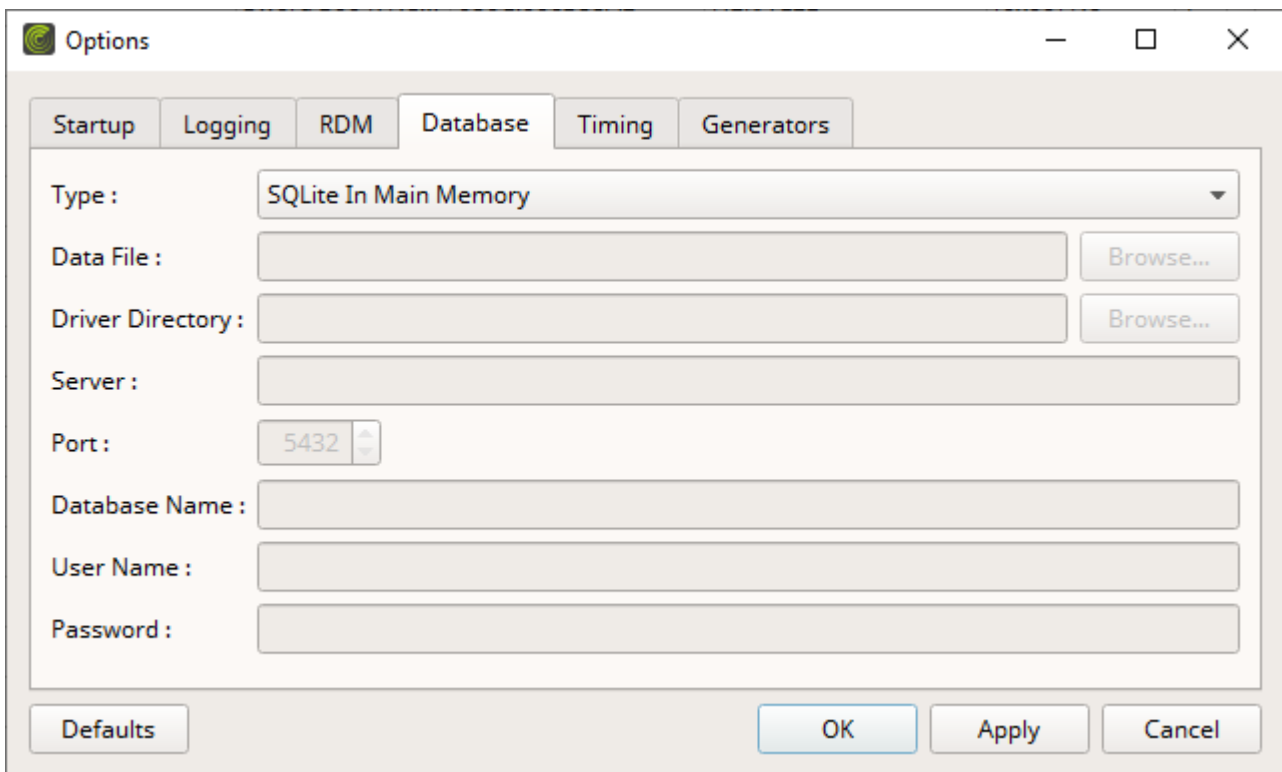 Options
Startup Logging RDM Database Timing Generators
Type : SQLite In Main Memory
Data File : Browse...
Driver Directory : Browse...
Server :
Port : 5432
Database Name :
User Name :
Password :
Defaults OK Apply Cancel